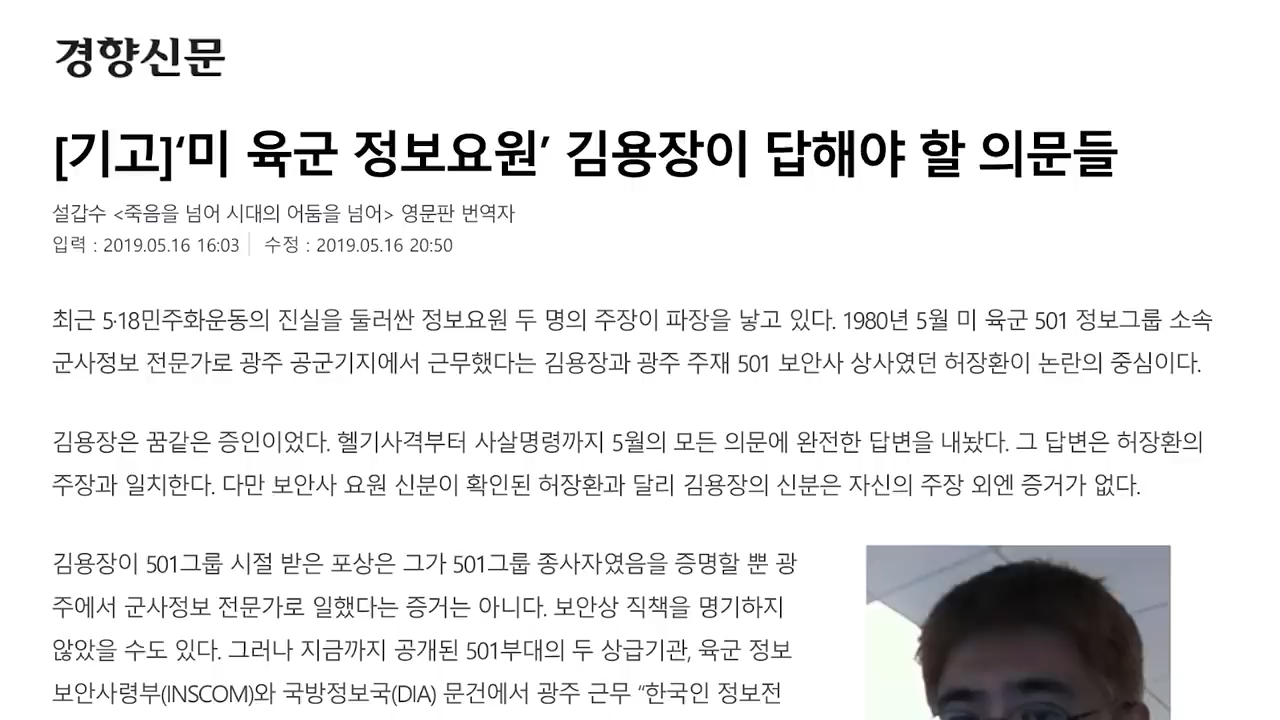 경향신문
[기고]‘미 육군 정보요원’ 김용장이 답해야 할 의문들
설갑수 <죽음을 넘어 시대의 어둠을 넘어> 영문판 번역자
입력 : 2019.05.16 16:03 | 수정 : 2019.05.16 20:50
최근 5·18민주화운동의 진실을 둘러싼 정보요원 두 명의 주장이 파장을 낳고 있다. 1980년 5월 미 육군 501 정보그룹 소속
군사정보 전문가로 광주 공군기지에서 근무했다는 김용장과 광주 주재 501 보안사 상사였던 허장환이 논란의 중심이다.
김용장은 꿈같은 증인이었다. 헬기사격부터 사살명령까지 5월의 모든 의문에 완전한 답변을 내놨다. 그 답변은 허장환의
주장과 일치한다. 다만 보안사 요원 신분이 확인된 허장환과 달리 김용장의 신분은 자신의 주장 외엔 증거가 없다.
김용장이 501그룹 시절 받은 포상은 그가 501그룹 종사자였음을 증명할 뿐 광
주에서 군사정보 전문가로 일했다는 증거는 아니다. 보안상 직책을 명기하지
않았을 수도 있다. 그러나 지금까지 공개된 501부대의 두 상급기관, 육군 정보
보안사령부(INSCOM)와 국방정보국(DIA) 문건에서 광주 근무 “한국인 정보전